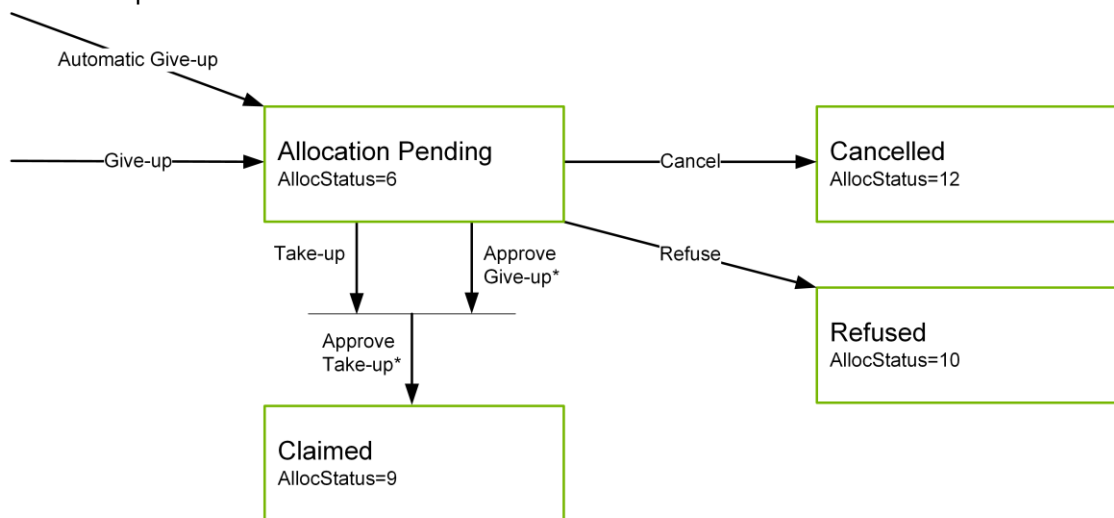 Automatic Give-up
Give-up
Allocation Pending
AllocStatus=6
Cancel
Cancelled
AllocStatus=12
Take-up
Approve
Give-up*
Refuse
Refused
AllocStatus=10
Approve
Take-up*
Claimed
AllocStatus=9